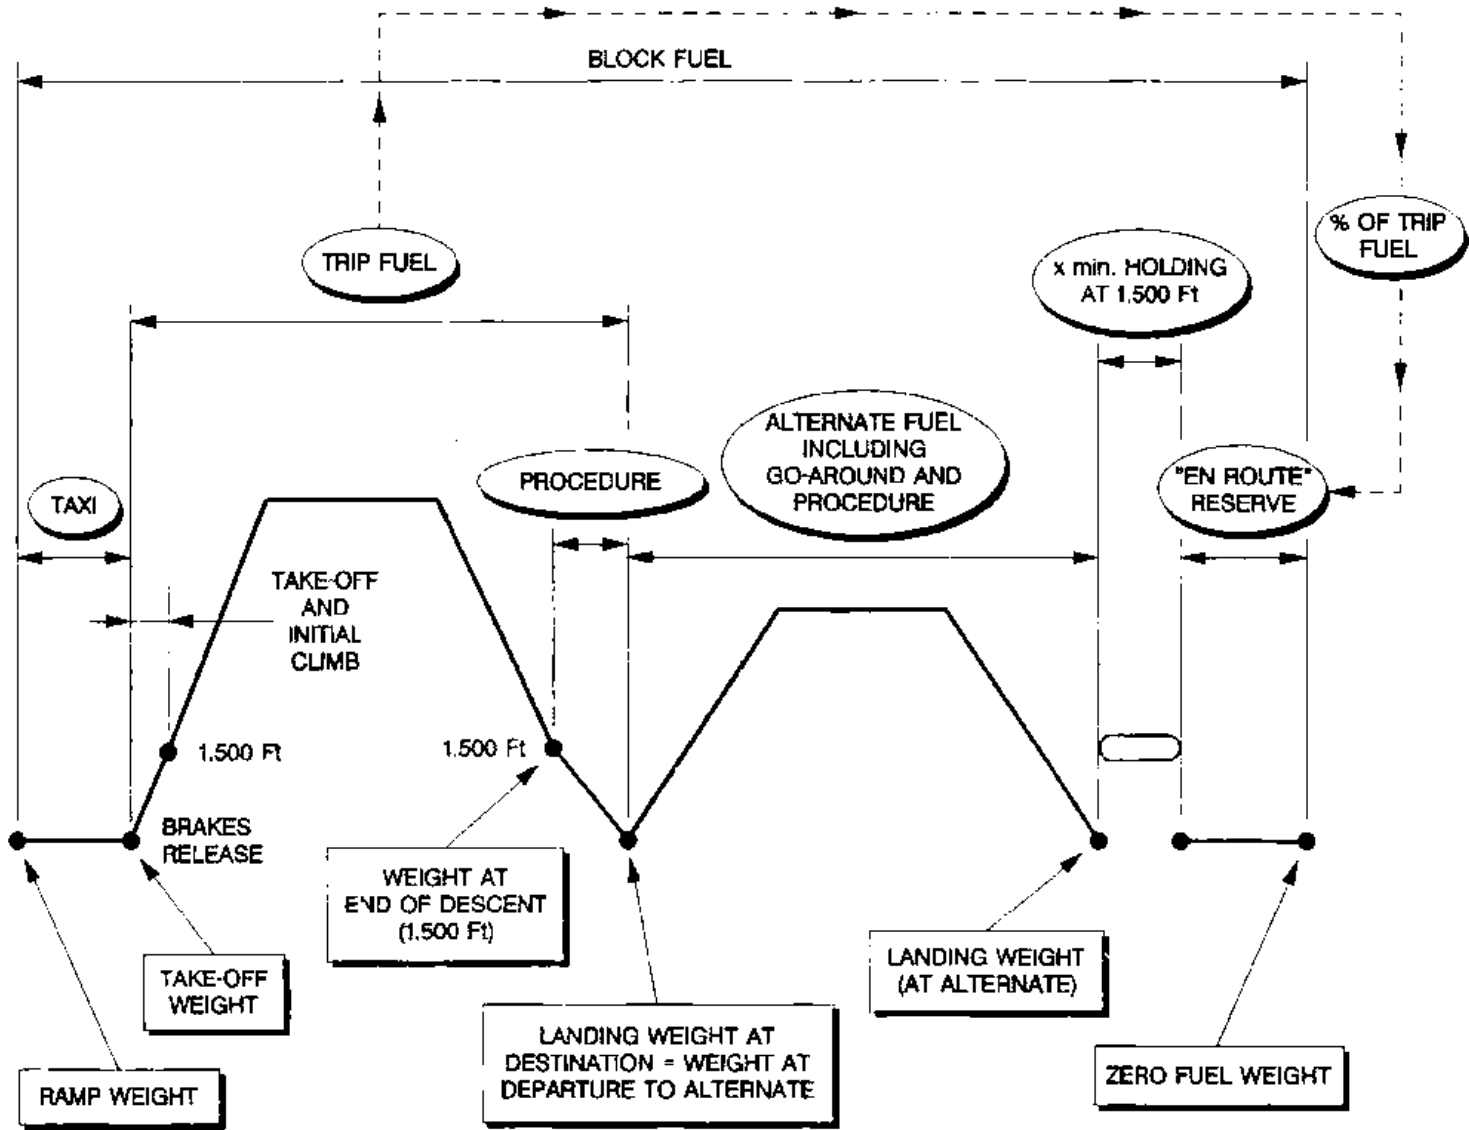 BLOCK FUEL
TRIP FUEL
% OF TRIP
FUEL
x min. HOLDING
AT 1.500 Ft
ALTERNATE FUEL
INCLUDING
GO-AROUND AND
PROCEDURE
PROCEDURE
"EN ROUTE"
RESERVE
TAXI
TAKE-OFF
AND
INITIAL
CLIMB
1.500 Ft
1.500 Ft
BRAKES
RELEASE
WEIGHT AT
END OF DESCENT
(1.500 Ft)
TAKE-OFF
WEIGHT
LANDING WEIGHT
(AT ALTERNATE)
LANDING WEIGHT AT
DESTINATION = WEIGHT AT
DEPARTURE TO ALTERNATE
ZERO FUEL WEIGHT
RAMP WEIGHT